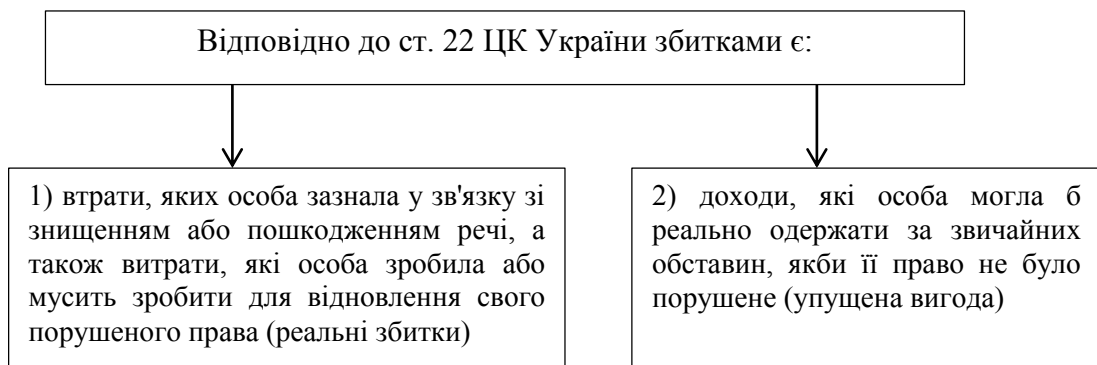 Відповідно до ст. 22 ЦК України збитками є:
1) втрати, яких особа зазнала у зв'язку зі
знищенням або пошкодженням речі, а
також витрати, які особа зробила або
мусить зробити для відновлення свого
порушеного права (реальні збитки)
2) доходи, які особа могла б
реально одержати за звичайних
обставин, якби її право не було
порушене (упущена вигода)